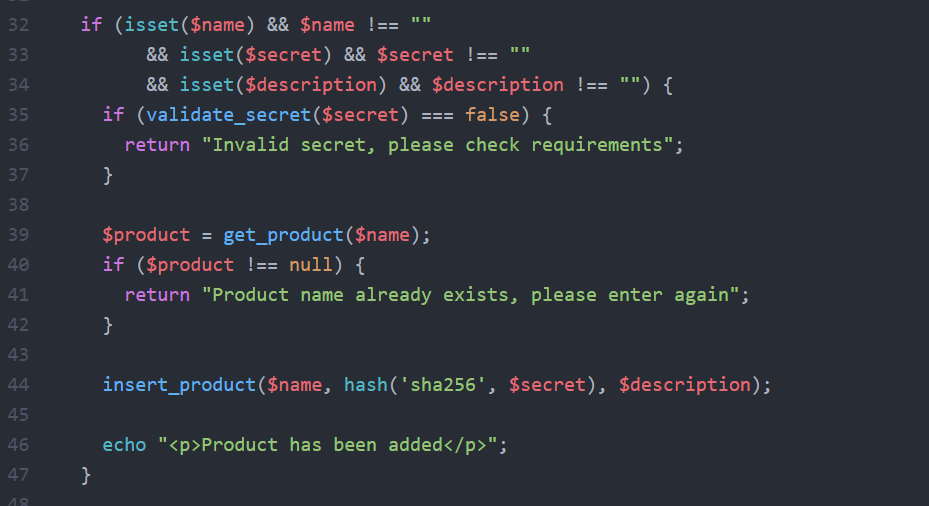 32 if (isset($name) && $name !== ""
33 && isset($secret) && $secret !== ""
34 && isset($description) && $description !== "") {
35 if (validate_secret($secret) === false) {
36 return "Invalid secret, please check requirements";
37 }
38
39 $product = get_product($name);
40 if ($product !== null) {
41 return "Product name already exists, please enter again";
42 }
43
44 insert_product($name, hash('sha256', $secret), $description);
45
46 echo "<p>Product has been added</p>";
47 }
48